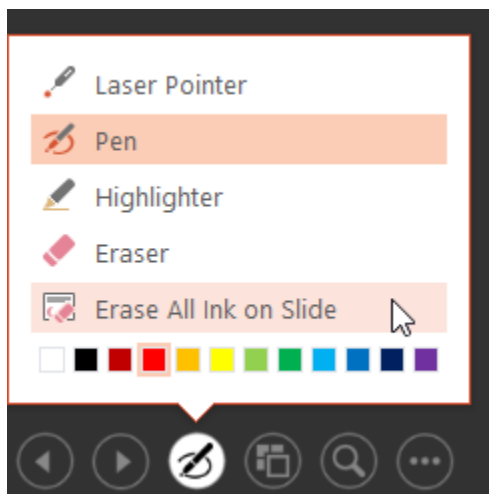 Laser Pointer
Pen
Highlighter
Eraser
Erase All Ink on Slide